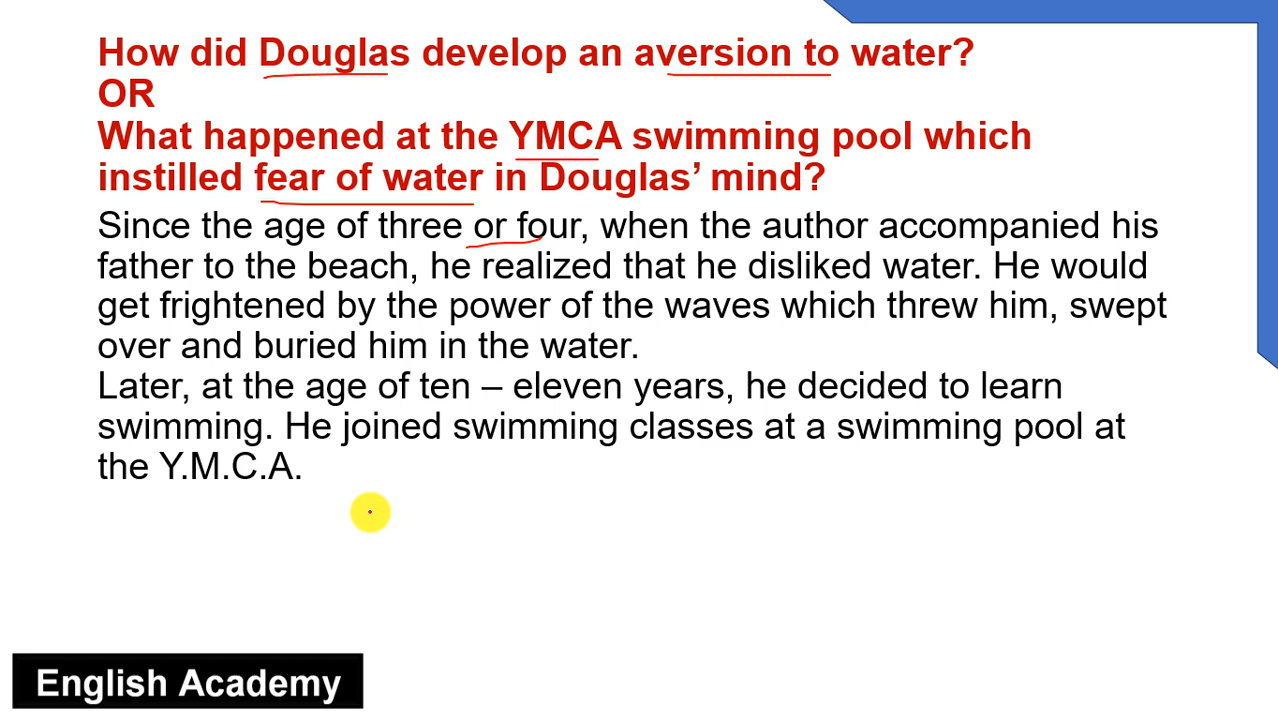 How did Douglas develop an aversion to water?
OR
What happened at the YMCA swimming pool which
instilled fear of water in Douglas’ mind?
Since the age of three or four, when the author accompanied his
father to the beach, he realized that he disliked water. He would
get frightened by the power of the waves which threw him, swept
over and buried him in the water.
Later, at the age of ten – eleven years, he decided to learn
swimming. He joined swimming classes at a swimming pool at
the Y.M.C.A.
English Academy